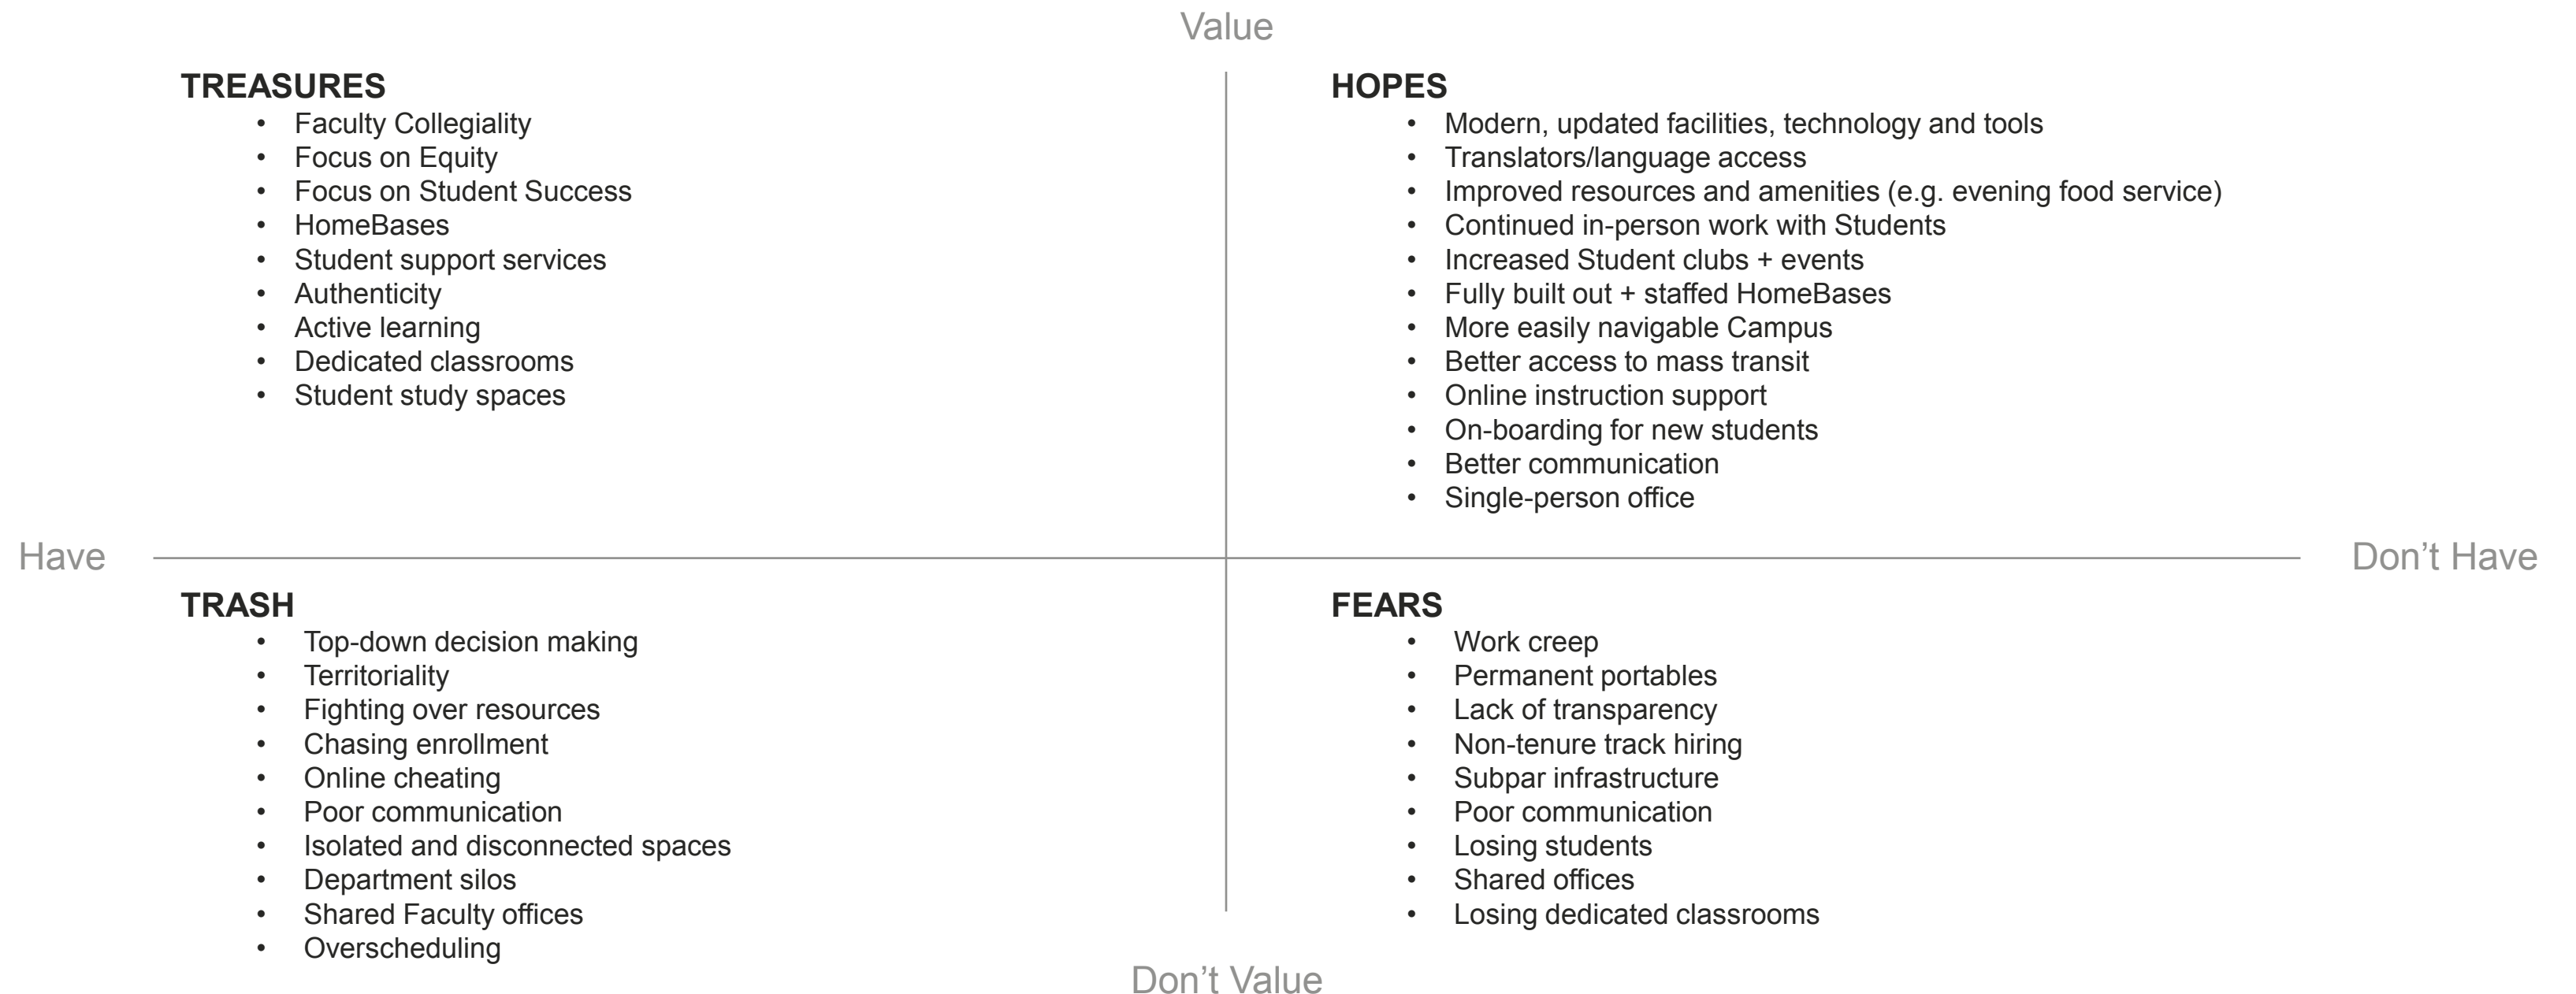 Value
TREASURES
• Faculty Collegiality
• Focus on Equity
• Focus on Student Success
• HomeBases
• Student support services
• Authenticity
• Active learning
• Dedicated classrooms
• Student study spaces
HOPES
• Modern, updated facilities, technology and tools
• Translators/language access
• Improved resources and amenities (e.g. evening food service)
• Continued in-person work with Students
• Increased Student clubs + events
• Fully built out + staffed HomeBases
• More easily navigable Campus
• Better access to mass transit
• Online instruction support
• On-boarding for new students
• Better communication
• Single-person office
Have
Don’t Have
TRASH
• Top-down decision making
• Territoriality
• Fighting over resources
• Chasing enrollment
• Online cheating
• Poor communication
• Isolated and disconnected spaces
• Department silos
• Shared Faculty offices
• Overscheduling
FEARS
• Work creep
• Permanent portables
• Lack of transparency
• Non-tenure track hiring
• Subpar infrastructure
• Poor communication
• Losing students
• Shared offices
• Losing dedicated classrooms
Don’t Value